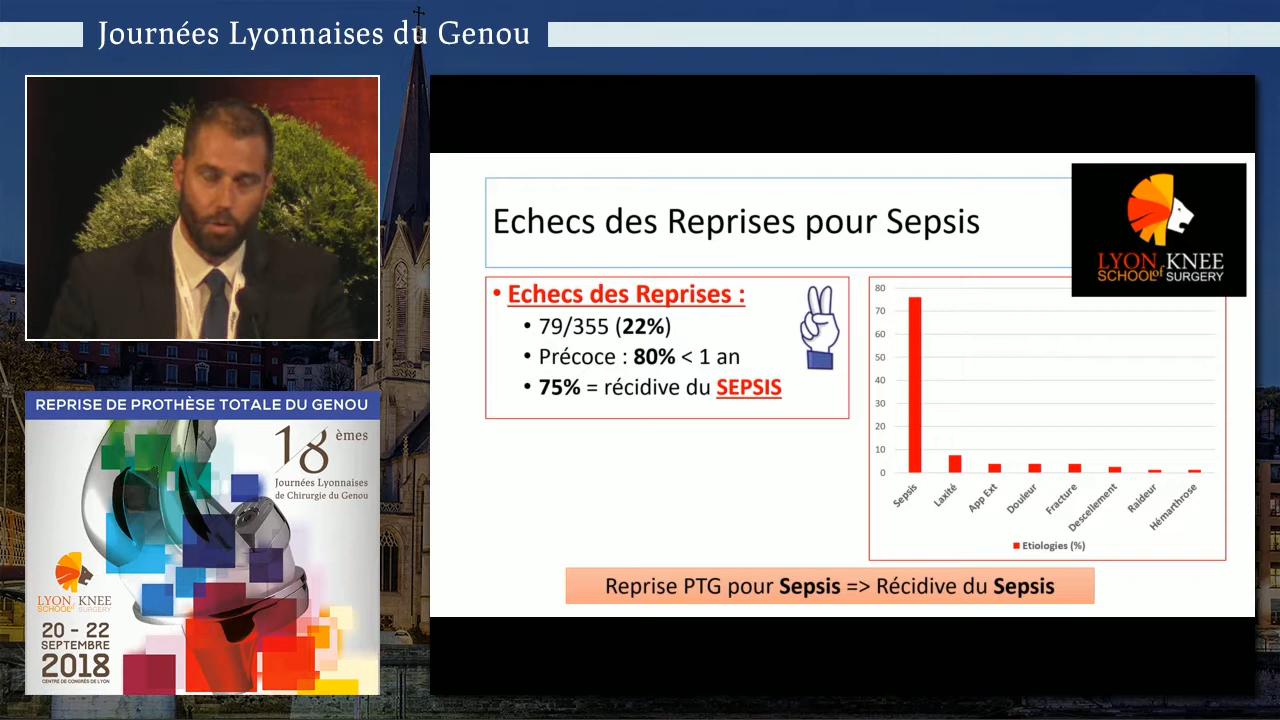 Journées Lyonnaises du Genou
REPRISE DE PROTHÈSE TOTALE DU GENOU
18 èmes
Journées Lyonnaises
de Chirurgie du Genou
LYON KNEE
SCHOOL of SURGERY
20 - 22
SEPTEMBRE
2018
CENTRE DE CONGRÈS DE LYON
Echecs des Reprises pour Sepsis
LYON KNEE
SCHOOL of SURGERY
• Echecs des Reprises :
• 79/355 (22%)
• Précoce : 80% < 1 an
• 75% = récidive du SEPSIS
80
70
60
50
40
30
20
10
0
Sepsis
Laxité
App Ext
Douleur
Fracture
Descellement
Raideur
Hémarthrose
Etiologies (%)
Reprise PTG pour Sepsis => Récidive du Sepsis